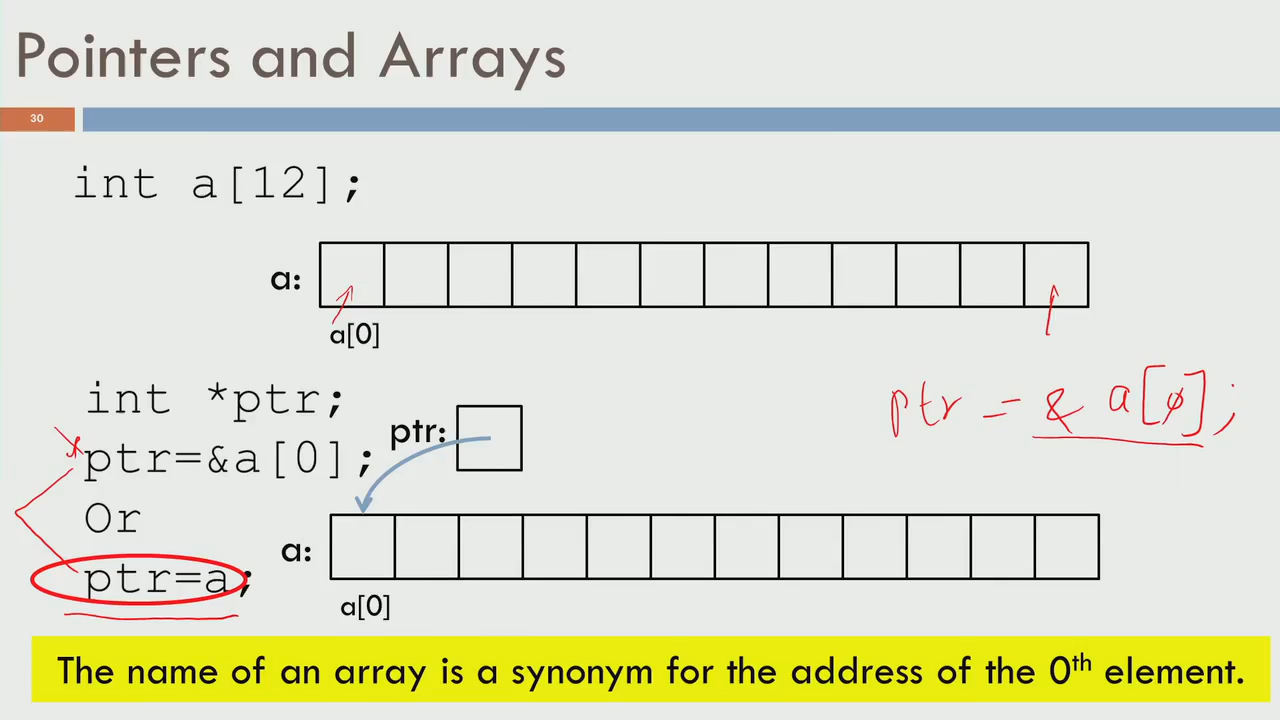 Pointers and Arrays
30
int a[12];
a:
a[0]
int *ptr;
ptr = & a[0];
ptr:
ptr=&a[0];
Or
a:
ptr=a;
a[0]
The name of an array is a synonym for the address of the 0th element.